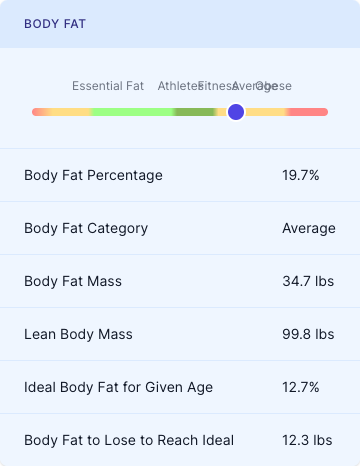 BODY FAT
Essential Fat Athletes Fitness Average Obese
Body Fat Percentage 19.7%
Body Fat Category Average
Body Fat Mass 34.7 lbs
Lean Body Mass 99.8 lbs
Ideal Body Fat for Given Age 12.7%
Body Fat to Lose to Reach Ideal 12.3 lbs